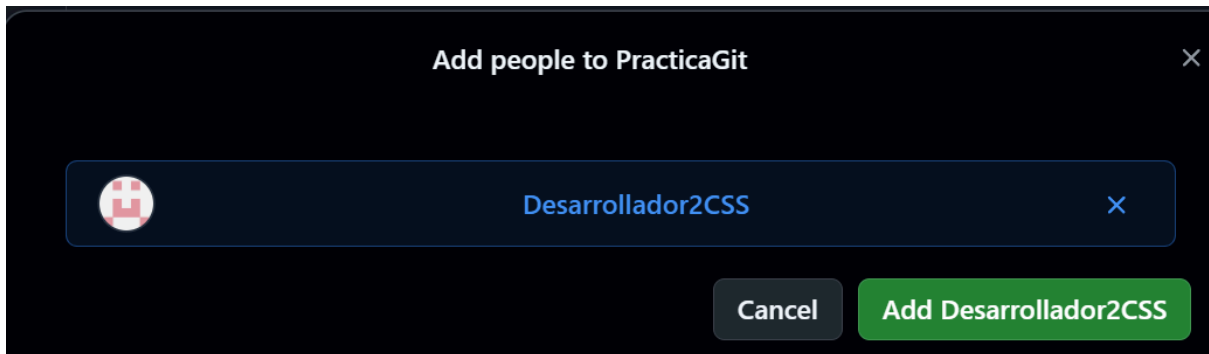 Add people to PracticaGit
Desarrollador2CSS
Cancel Add Desarrollador2CSS